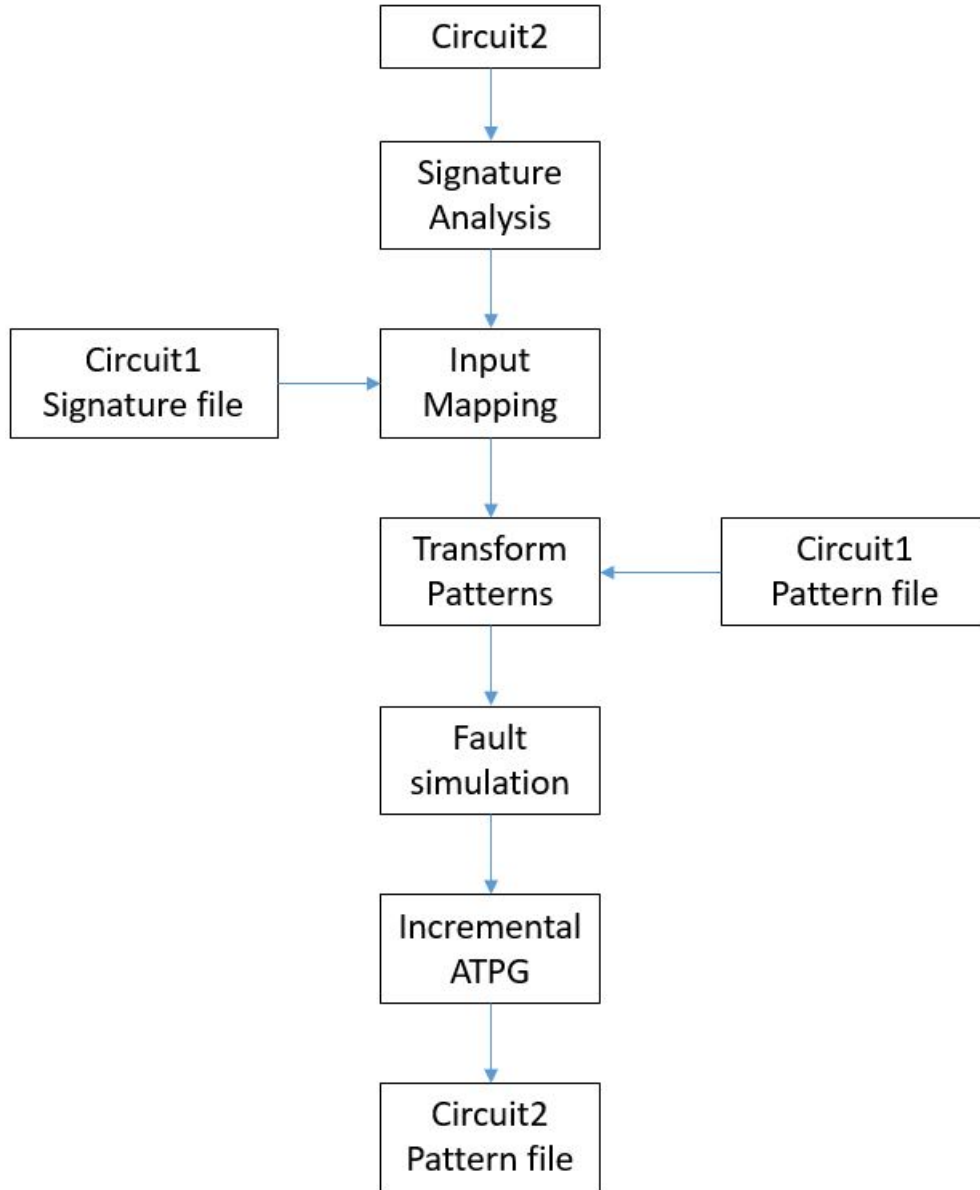 Circuit2
Signature
Analysis
Circuit1
Signature file
Input
Mapping
Transform
Patterns
Circuit1
Pattern file
Fault
simulation
Incremental
ATPG
Circuit2
Pattern file